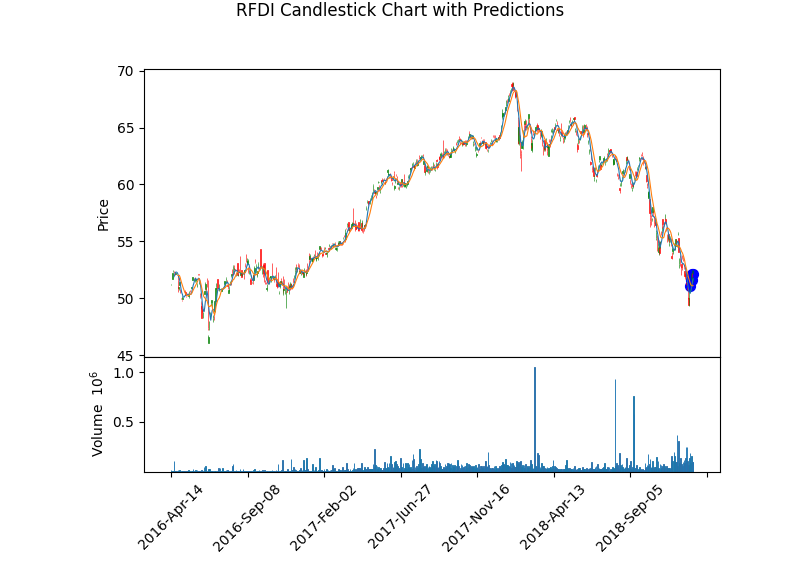 RFDI Candlestick Chart with Predictions
70
65
60
55
50
45
Price
1.0
0.5
Volume 10^6
2016-Apr-14
2016-Sep-08
2017-Feb-02
2017-Jun-27
2017-Nov-16
2018-Apr-13
2018-Sep-05